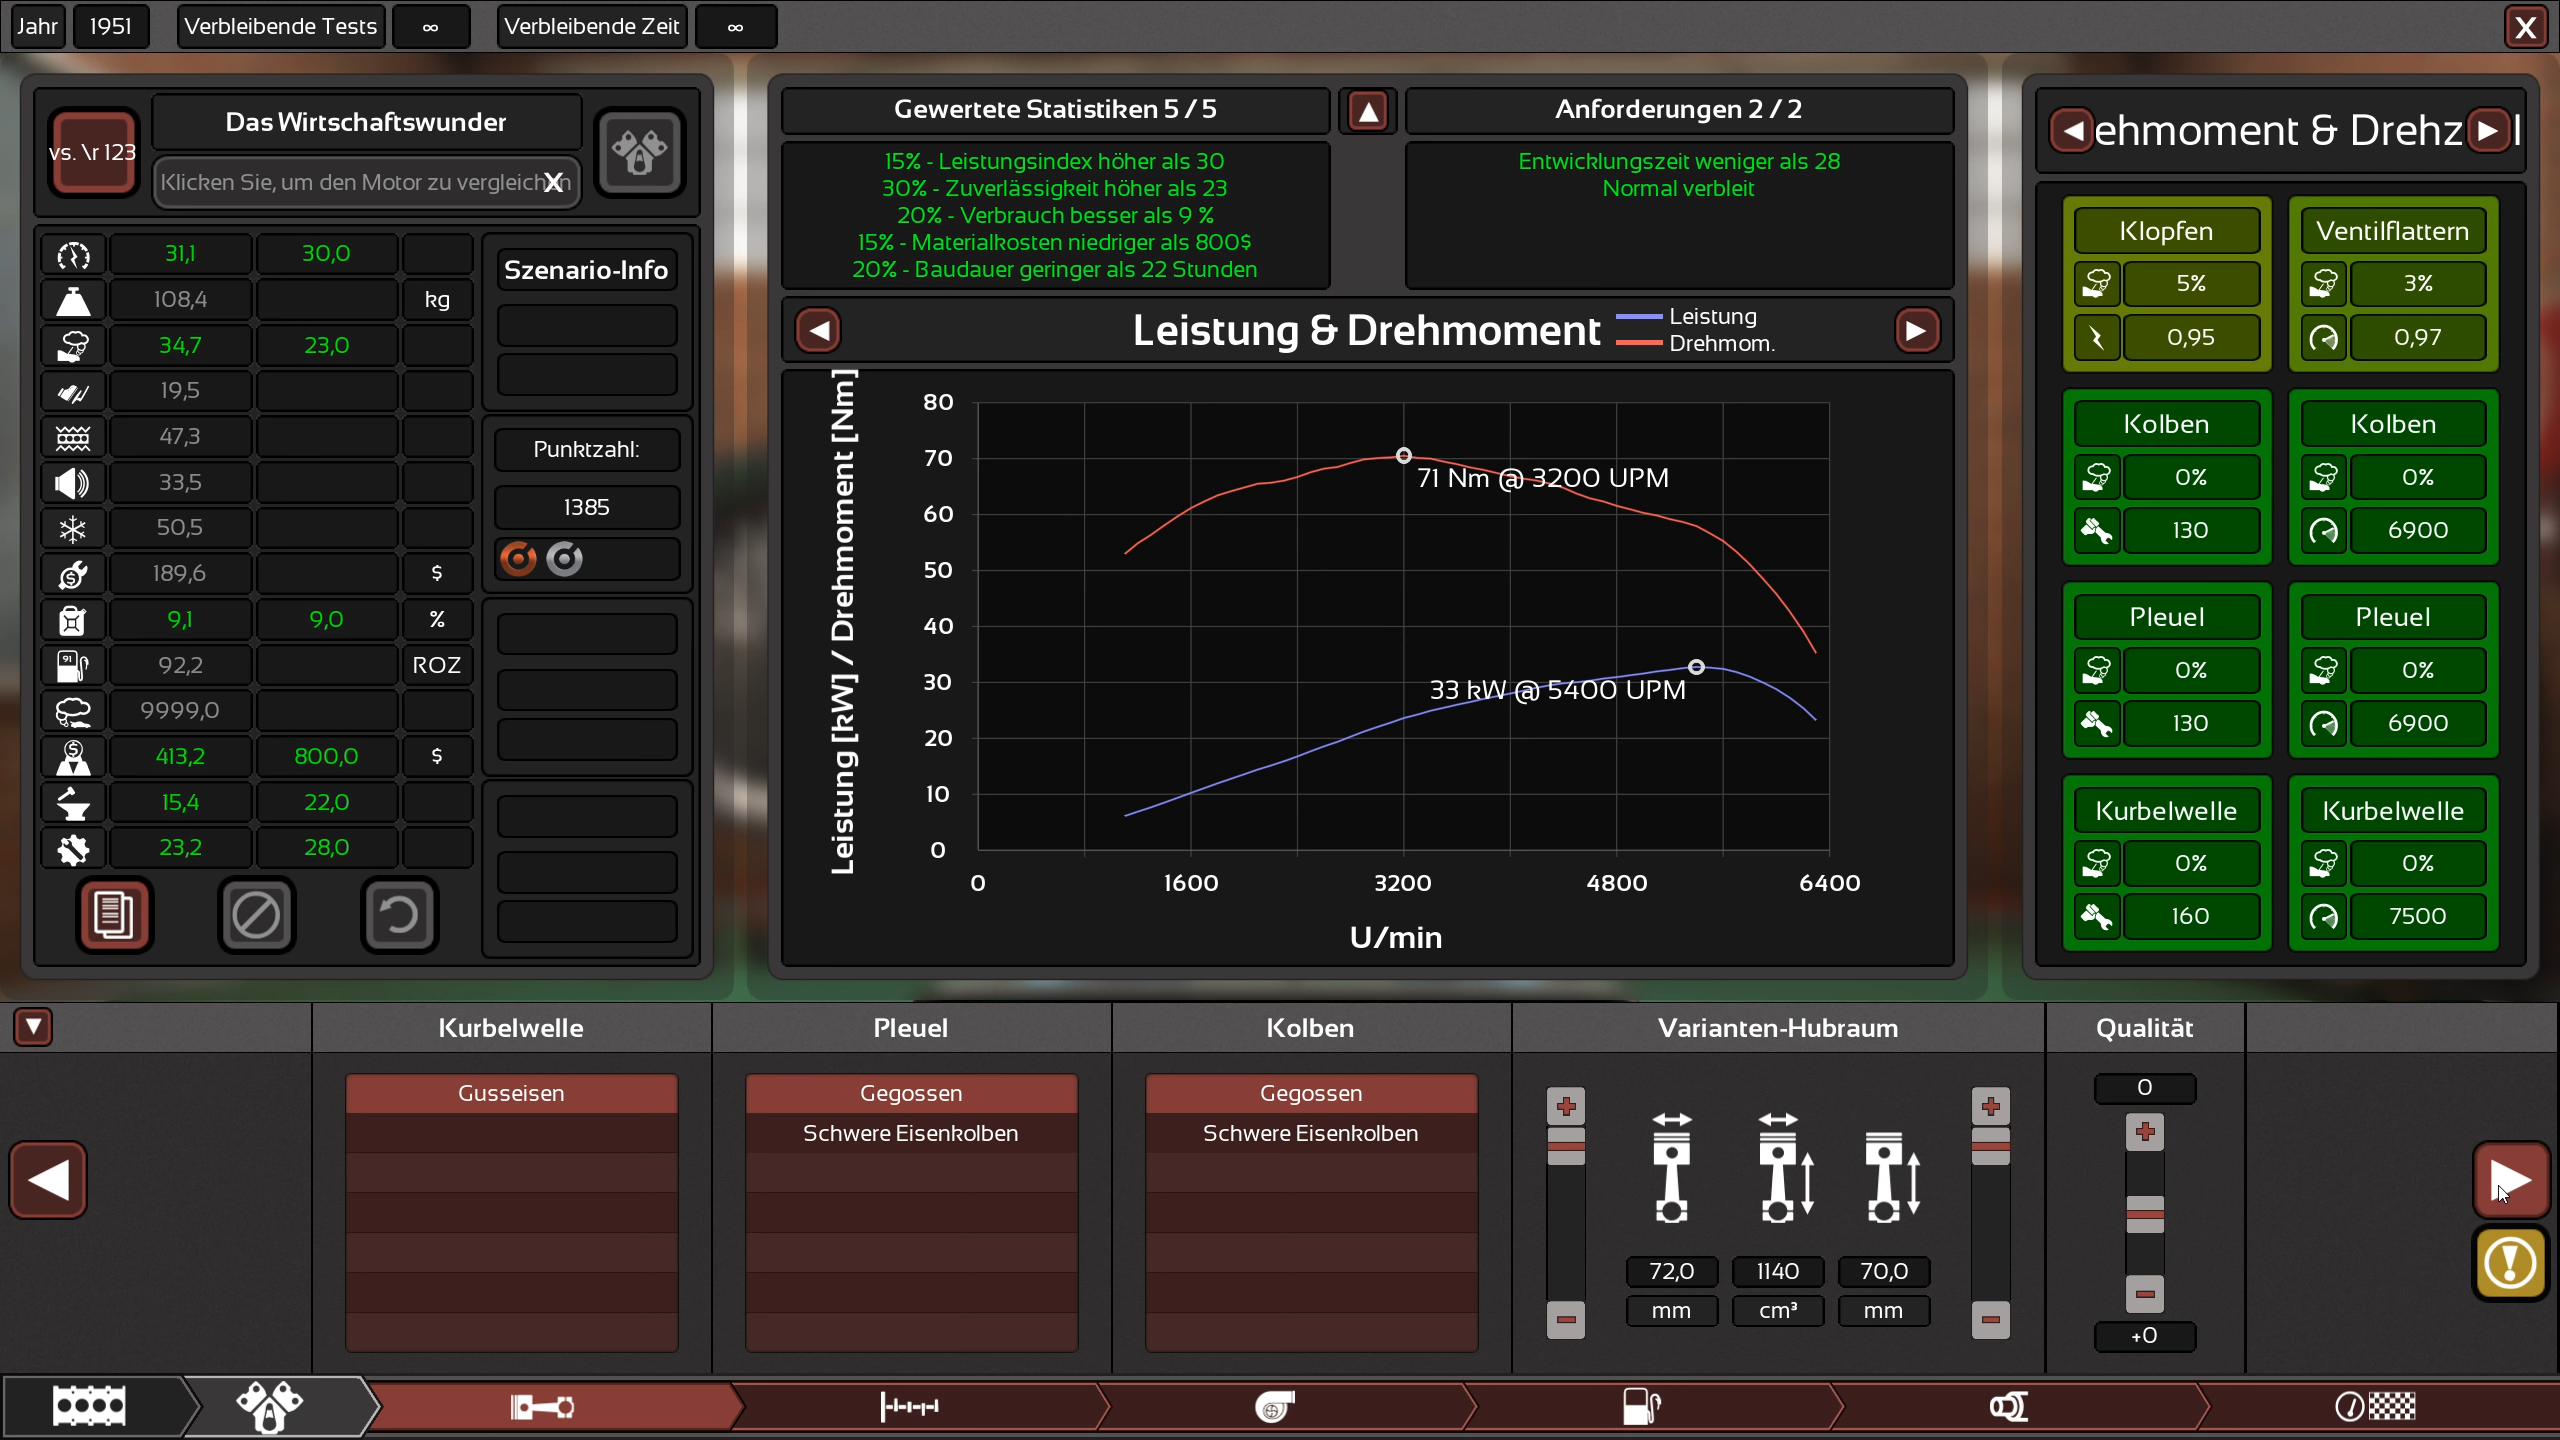 Jahr 1951 Verbleibende Tests ∞ Verbleibende Zeit ∞ X
vs. \r 123
Das Wirtschaftswunder
Klicken Sie, um den Motor zu vergleichen X
31,1 30,0
108,4 kg
34,7 23,0
19,5
47,3
33,5
50,5
189,6 $
9,1 9,0 %
91 92,2 ROZ
9999,0
413,2 800,0 $
15,4 22,0
23,2 28,0
Szenario-Info
Punktzahl:
1385
Gewertete Statistiken 5 / 5
15% - Leistungsindex höher als 30
30% - Zuverlässigkeit höher als 23
20% - Verbrauch besser als 9 %
15% - Materialkosten niedriger als 800$
20% - Baudauer geringer als 22 Stunden
Anforderungen 2 / 2
Entwicklungszeit weniger als 28
Normal verbleit
Leistung & Drehmoment
Leistung
Drehmom.
Leistung [kW] / Drehmoment [Nm]
80
70
60
50
40
30
20
10
0
71 Nm @ 3200 UPM
33 kW @ 5400 UPM
0 1600 3200 4800 6400
U/min
ehmoment & Drehz l
Klopfen
5%
0,95
Ventilflattern
3%
0,97
Kolben
0%
130
Kolben
0%
6900
Pleuel
0%
130
Pleuel
0%
6900
Kurbelwelle
0%
160
Kurbelwelle
0%
7500
Kurbelwelle
Gusseisen
Pleuel
Gegossen
Schwere Eisenkolben
Kolben
Gegossen
Schwere Eisenkolben
Varianten-Hubraum
72,0 1140 70,0
mm cm³ mm
Qualität
0
+0